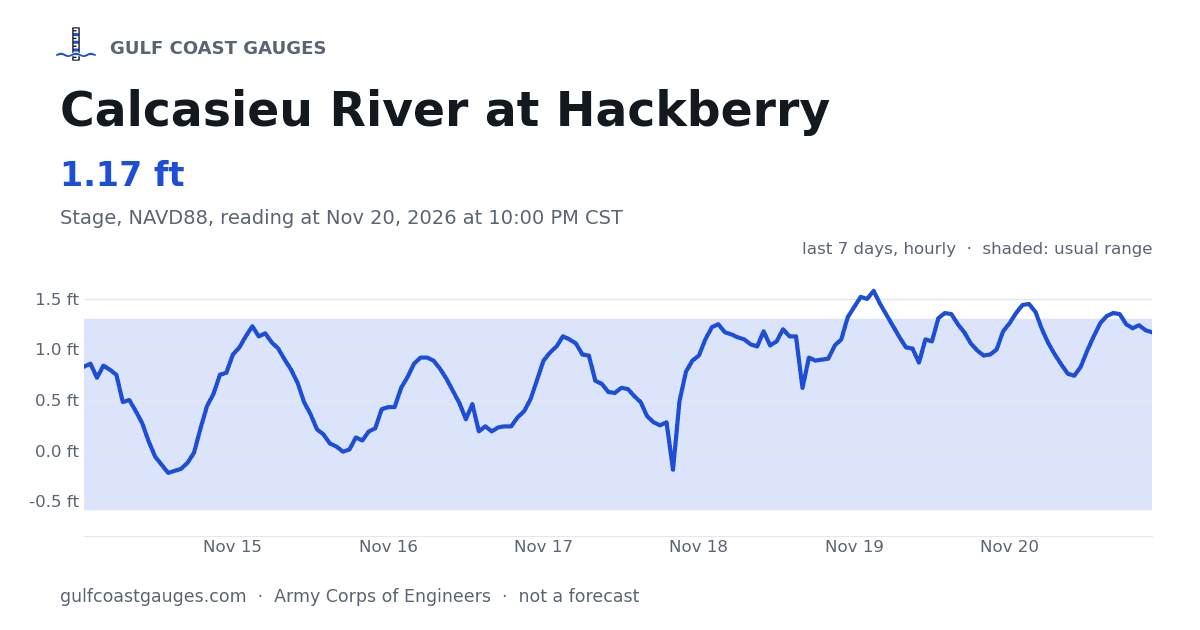 GULF COAST GAUGES
Calcasieu River at Hackberry
1.17 ft
Stage, NAVD88, reading at Nov 20, 2026 at 10:00 PM CST
last 7 days, hourly · shaded: usual range
1.5 ft
1.0 ft
0.5 ft
0.0 ft
-0.5 ft
Nov 15 Nov 16 Nov 17 Nov 18 Nov 19 Nov 20
gulfcoastgauges.com · Army Corps of Engineers · not a forecast